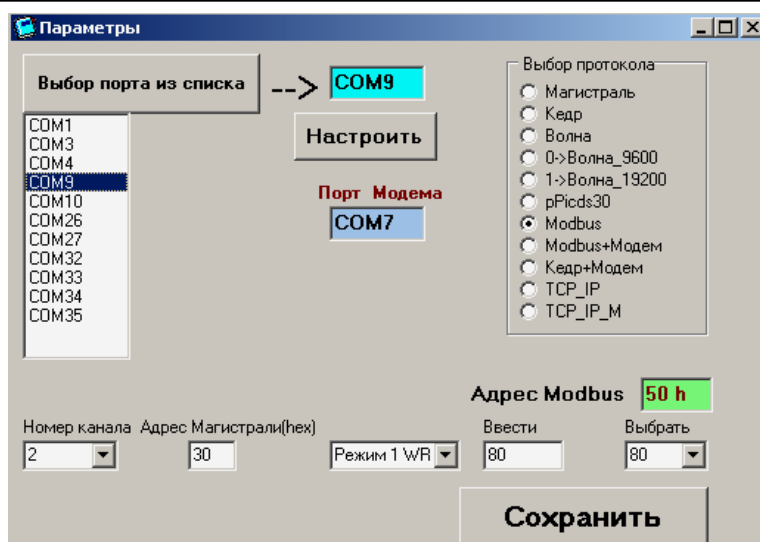 Параметры
Выбор порта из списка
-->
COM9
Настроить
COM1
COM3
COM4
COM9
COM10
COM26
COM27
COM32
COM33
COM34
COM35
Порт Модема
COM7
Выбор протокола
Магистраль
Кедр
Волна
0->Волна_9600
1->Волна_19200
pPicds30
Modbus
Modbus+Модем
Кедр+Модем
TCP_IP
TCP_IP_M
Адрес Modbus 50 h
Номер канала Адрес Магистрали(hex) Ввести Выбрать
2 30 Режим 1 WR 80 80
Сохранить